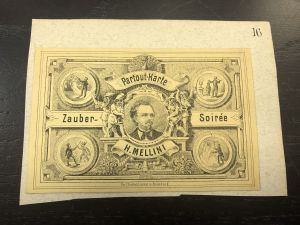 16
Partout-Karte
Zauber-Soirée
H. MELLINI